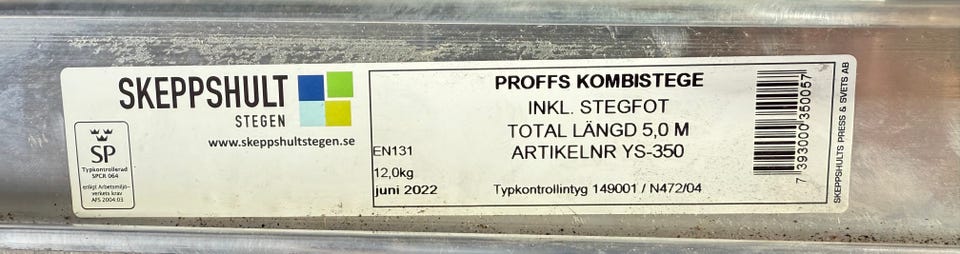 SKEPPSHULT
STEGEN
www.skeppshultstegen.se
SP
Typkontrollerad
SPCR 064
enligt Arbetsmiljö-
verkets krav
AFS 2004:03
EN131
12,0kg
juni 2022
PROFFS KOMBISTEGE
INKL. STEGFOT
TOTAL LÄNGD 5,0 M
ARTIKELNR YS-350
Typkontrollintyg 149001 / N472/04
7 393000 350057
SKEPPSHULTS PRESS & SVETS AB